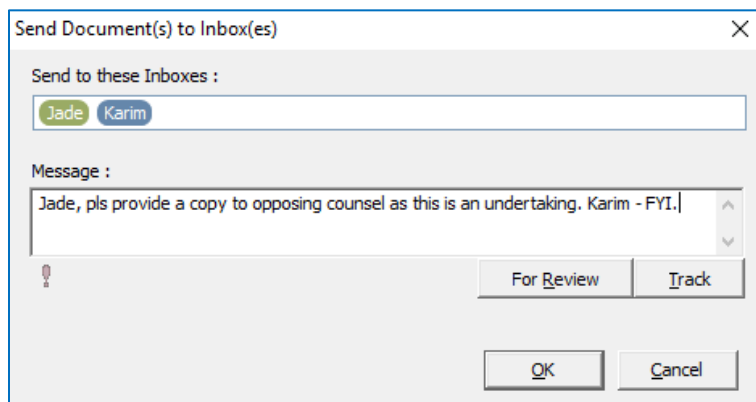 Send Document(s) to Inbox(es)
Send to these Inboxes :
Jade Karim
Message :
Jade, pls provide a copy to opposing counsel as this is an undertaking. Karim - FYI.
For Review Track
OK Cancel